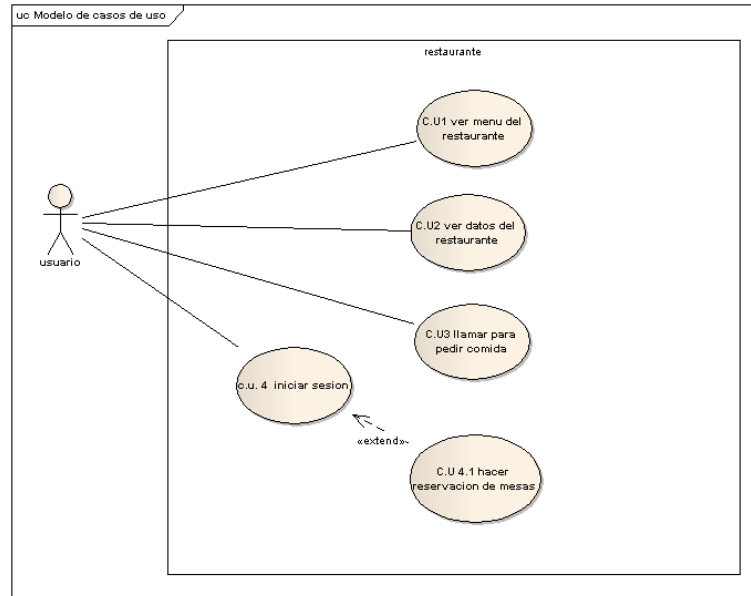 uc Modelo de casos de uso
restaurante
C.U1 ver menu del
restaurante
C.U2 ver datos del
restaurante
usuario
C.U3 llamar para
pedir comida
c.u. 4 iniciar sesion
«extend»
C.U 4.1 hacer
reservacion de mesas